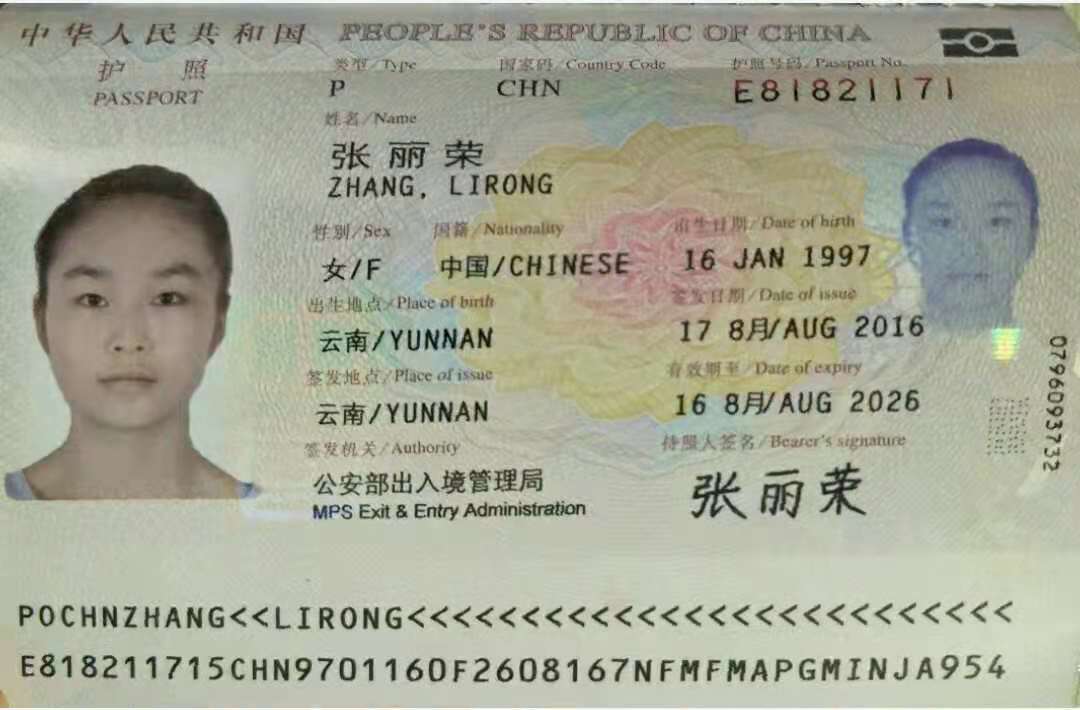 中华人民共和国 PEOPLE'S REPUBLIC OF CHINA
护 照
PASSPORT
类型/Type 国家码/Country Code 护照号码/Passport No.
P CHN E81821171
姓名/Name
张丽荣
ZHANG, LIRONG
性别/Sex 国籍/Nationality 出生日期/Date of birth
女/F 中国/CHINESE 16 JAN 1997
出生地点/Place of birth 签发日期/Date of issue
云南/YUNNAN 17 8月/AUG 2016
签发地点/Place of issue 有效期至/Date of expiry
云南/YUNNAN 16 8月/AUG 2026
签发机关/Authority 持照人签名/Bearer's signature
公安部出入境管理局
MPS Exit & Entry Administration
张丽荣
0796093732
POCHNZHANG<<LIRONG<<<<<<<<<<<<<<<<<<<<<<<<<<
E818211715CHN9701160F2608167NFMFMAPGMINJA954